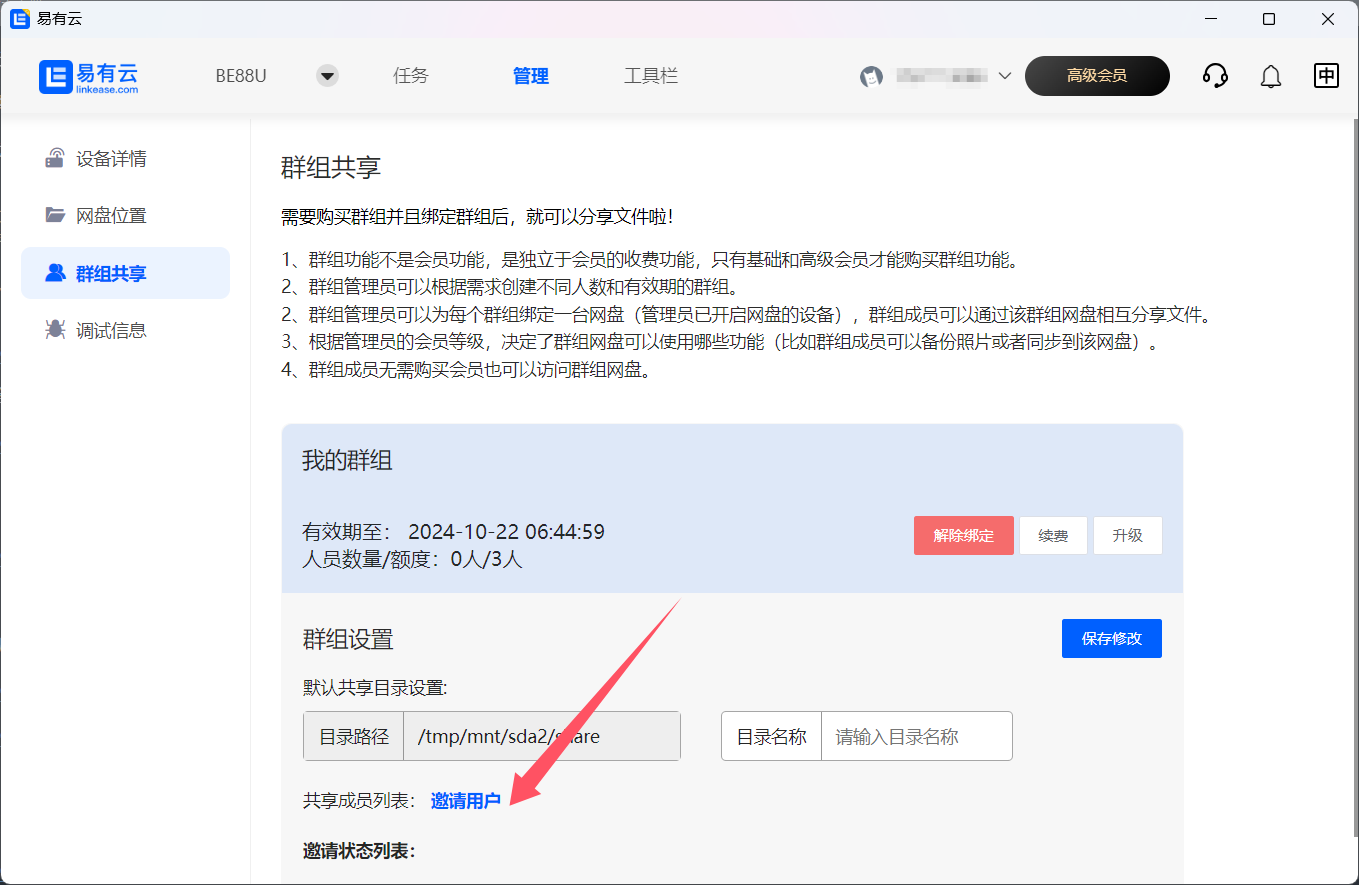 易有云
易有云
linkease.com
BE88U
任务
管理
工具栏
高级会员
中
设备详情
网盘位置
群组共享
调试信息
群组共享
需要购买群组并且绑定群组后，就可以分享文件啦！
1、群组功能不是会员功能，是独立于会员的收费功能，只有基础和高级会员才能购买群组功能。
2、群组管理员可以根据需求创建不同人数和有效期的群组。
2、群组管理员可以为每个群组绑定一台网盘（管理员已开启网盘的设备），群组成员可以通过该群组网盘相互分享文件。
3、根据管理员的会员等级，决定了群组网盘可以使用哪些功能（比如群组成员可以备份照片或者同步到该网盘）。
4、群组成员无需购买会员也可以访问群组网盘。
我的群组
有效期至： 2024-10-22 06:44:59
人员数量/额度：0人/3人
解除绑定
续费
升级
群组设置
保存修改
默认共享目录设置:
目录路径
/tmp/mnt/sda2/share
目录名称
请输入目录名称
共享成员列表： 邀请用户
邀请状态列表：